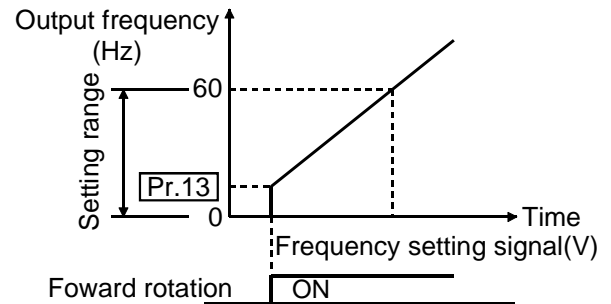 Output frequency
(Hz)
Setting range
60
Pr.13
0
Time
Frequency setting signal(V)
Foward rotation
ON